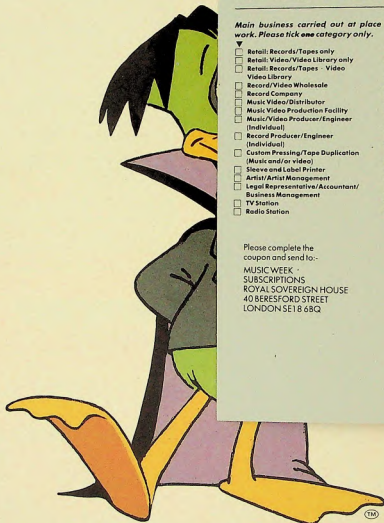 Main business carried out at place
work. Please tick one category only.
Retail: Records/Tapes only
Retail: Video/Video Library only
Retail: Records/Tapes - Video
Video Library
Record/Video Wholesale
Record Company
Music Video/Distributor
Music Video Production Facility
Music/Video Producer/Engineer
(Individual)
Record Producer/Engineer
(Individual)
Custom Pressing/Tape Duplication
(Music and/or video)
Sleeve and Label Printer
Artist/Artist Management
Legal Representative/Accountant/
Business Management
TV Station
Radio Station
Please complete the
coupon and send to:-
MUSIC WEEK -
SUBSCRIPTIONS
ROYAL SOVEREIGN HOUSE
40 BERESFORD STREET
LONDON SE18 6BQ
TM